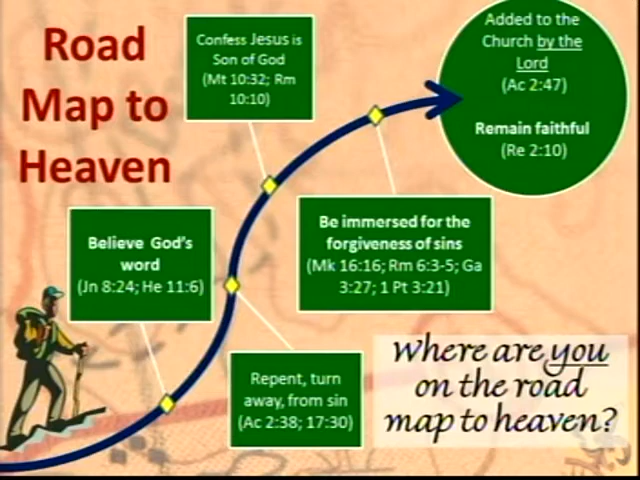 Road
Map to
Heaven
Confess Jesus is
Son of God
(Mt 10:32; Rm
10:10)
Added to the
Church by the
Lord
(Ac 2:47)
Remain faithful
(Re 2:10)
Believe God's
word
(Jn 8:24; He 11:6)
Be immersed for the
forgiveness of sins
(Mk 16:16; Rm 6:3-5; Ga
3:27; 1 Pt 3:21)
Repent, turn
away, from sin
(Ac 2:38; 17:30)
Where are you
on the road
map to heaven?